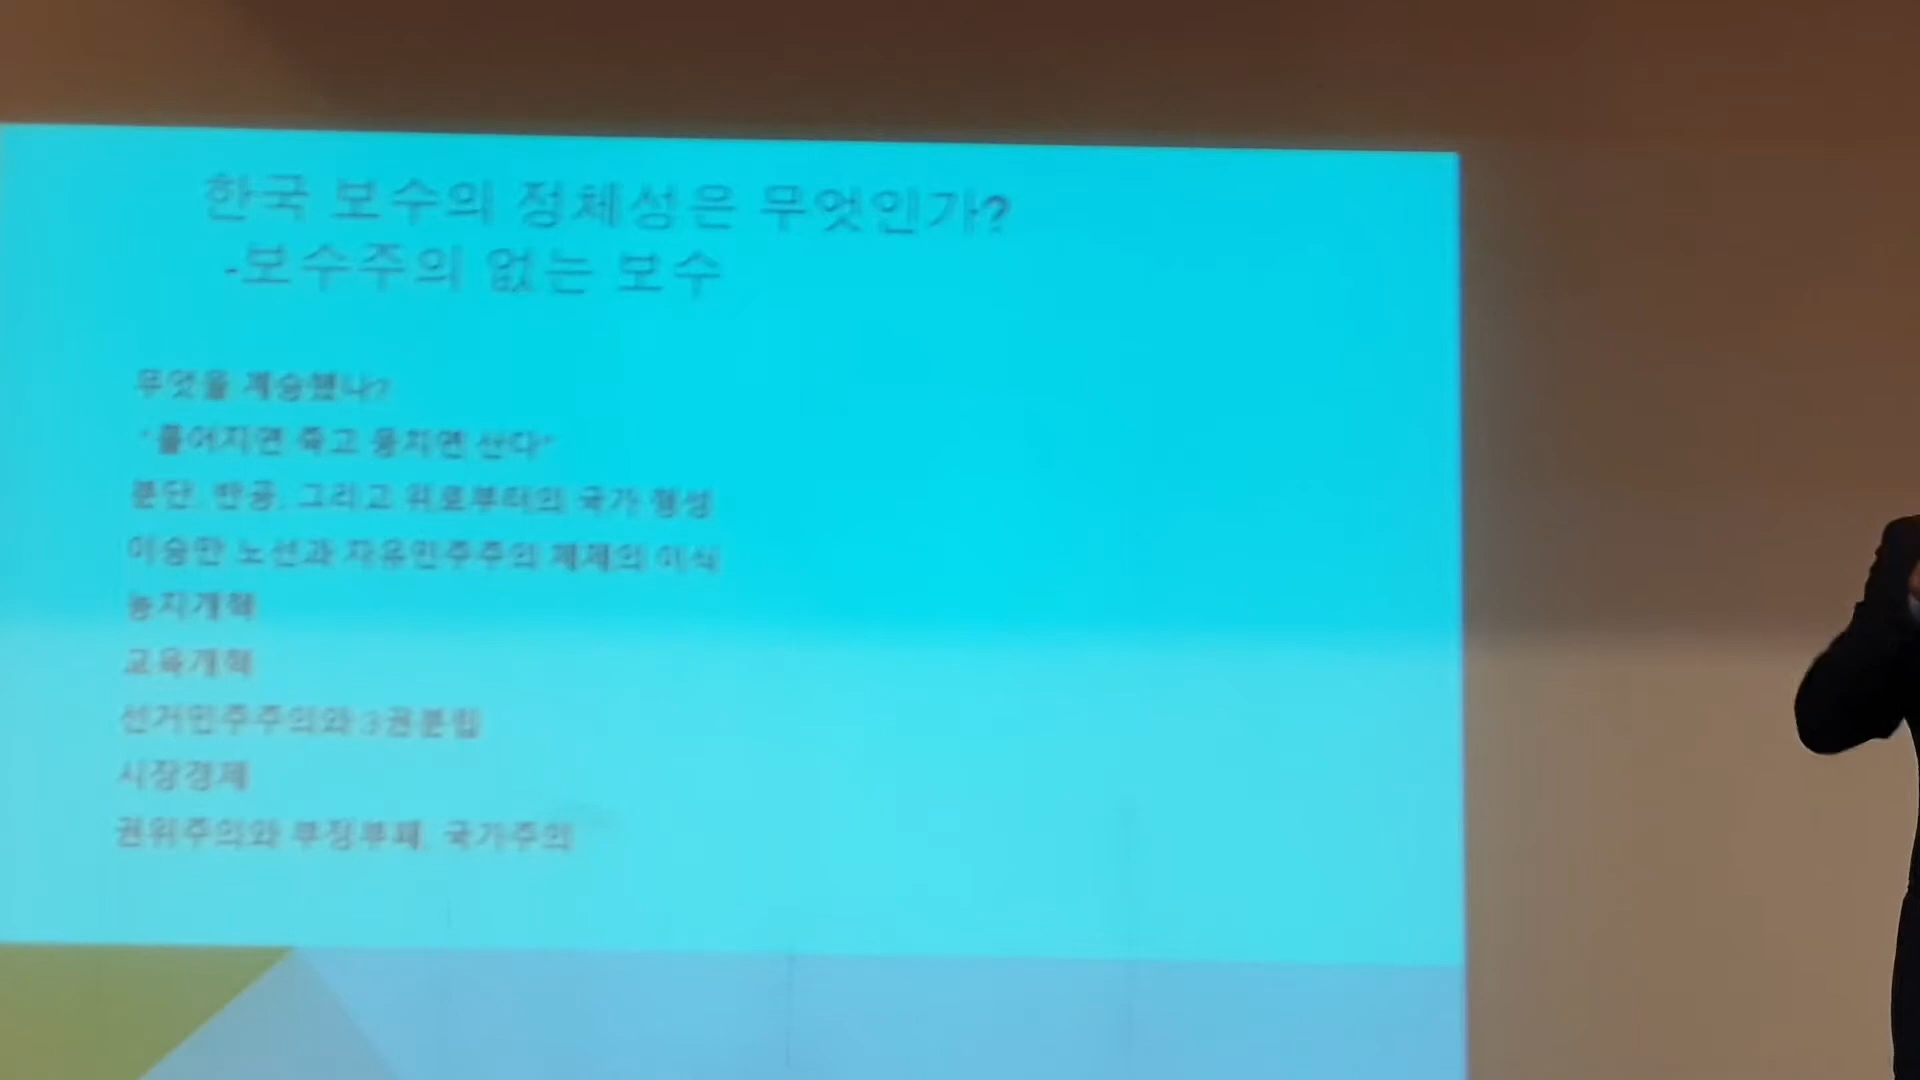 한국 보수의 정체성은 무엇인가?
-보수주의 없는 보수
무엇을 계승했나?
"흩어지면 죽고 뭉치면 산다"
분단, 반공, 그리고 위로부터의 국가 형성
이승만 노선과 자유민주주의 체제의 이식
농지개혁
교육개혁
선거민주주의와 3권분립
시장경제
권위주의와 부정부패, 국가주의